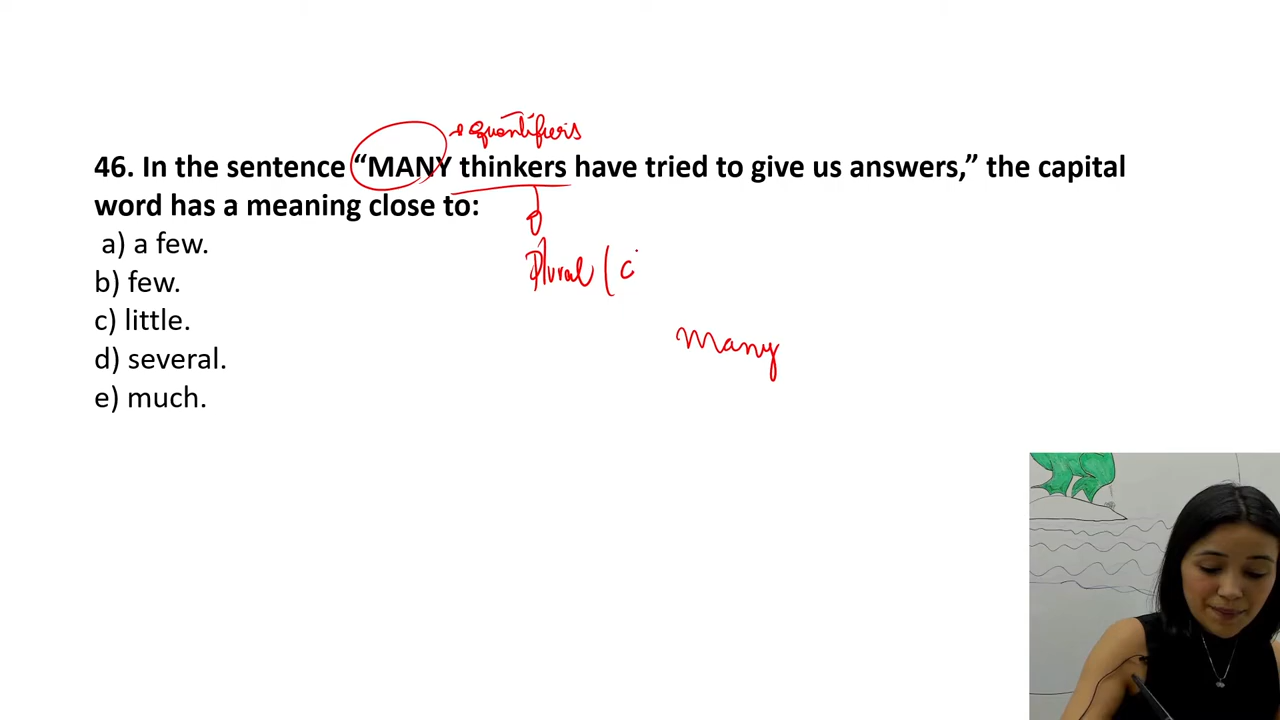 quantifiers
46. In the sentence “MANY thinkers have tried to give us answers,” the capital
word has a meaning close to:
a) a few.
b) few.
c) little.
d) several.
e) much.
Plural (c
Many